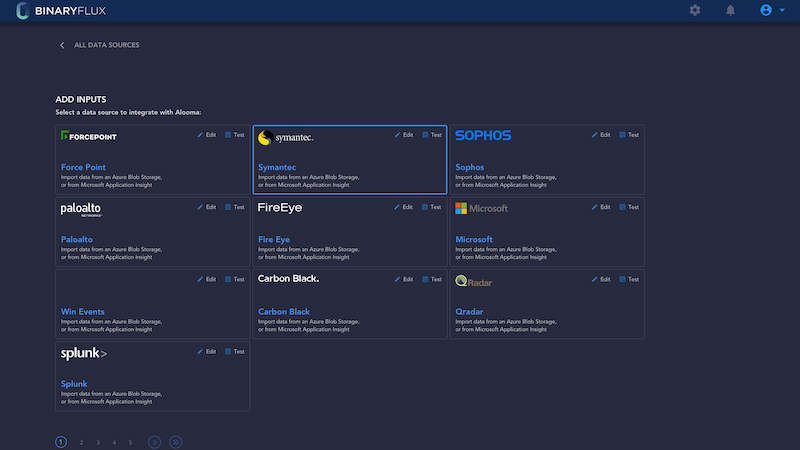 BINARYFLUX
ALL DATA SOURCES
ADD INPUTS
Select a data source to integrate with Alooma:
FORCEPOINT
Edit
Test
Force Point
Import data from an Azure Blob Storage,
or from Microsoft Application Insight
symantec.
Edit
Test
Symantec
Import data from an Azure Blob Storage,
or from Microsoft Application Insight
SOPHOS
Edit
Test
Sophos
Import data from an Azure Blob Storage,
or from Microsoft Application Insight
paloalto
NETWORKS
Edit
Test
Paloalto
Import data from an Azure Blob Storage,
or from Microsoft Application Insight
FireEye
Edit
Test
Fire Eye
Import data from an Azure Blob Storage,
or from Microsoft Application Insight
Microsoft
Edit
Test
Microsoft
Import data from an Azure Blob Storage,
or from Microsoft Application Insight
Edit
Test
Win Events
Import data from an Azure Blob Storage,
or from Microsoft Application Insight
Carbon Black.
Edit
Test
Carbon Black
Import data from an Azure Blob Storage,
or from Microsoft Application Insight
QRadar
Edit
Test
Qradar
Import data from an Azure Blob Storage,
or from Microsoft Application Insight
splunk>
Edit
Test
Splunk
Import data from an Azure Blob Storage,
or from Microsoft Application Insight
1 2 3 4 5 > »